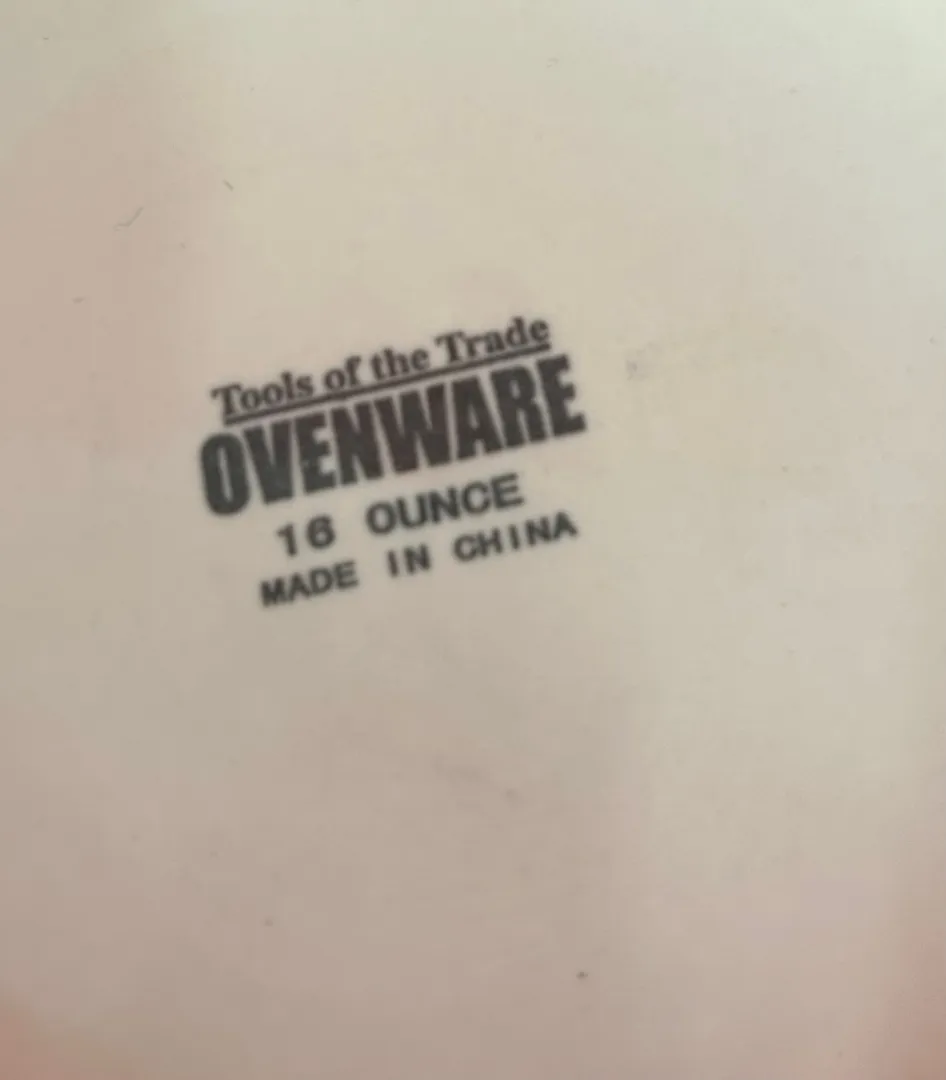 Tools of the Trade
OVENWARE
16 OUNCE
MADE IN CHINA